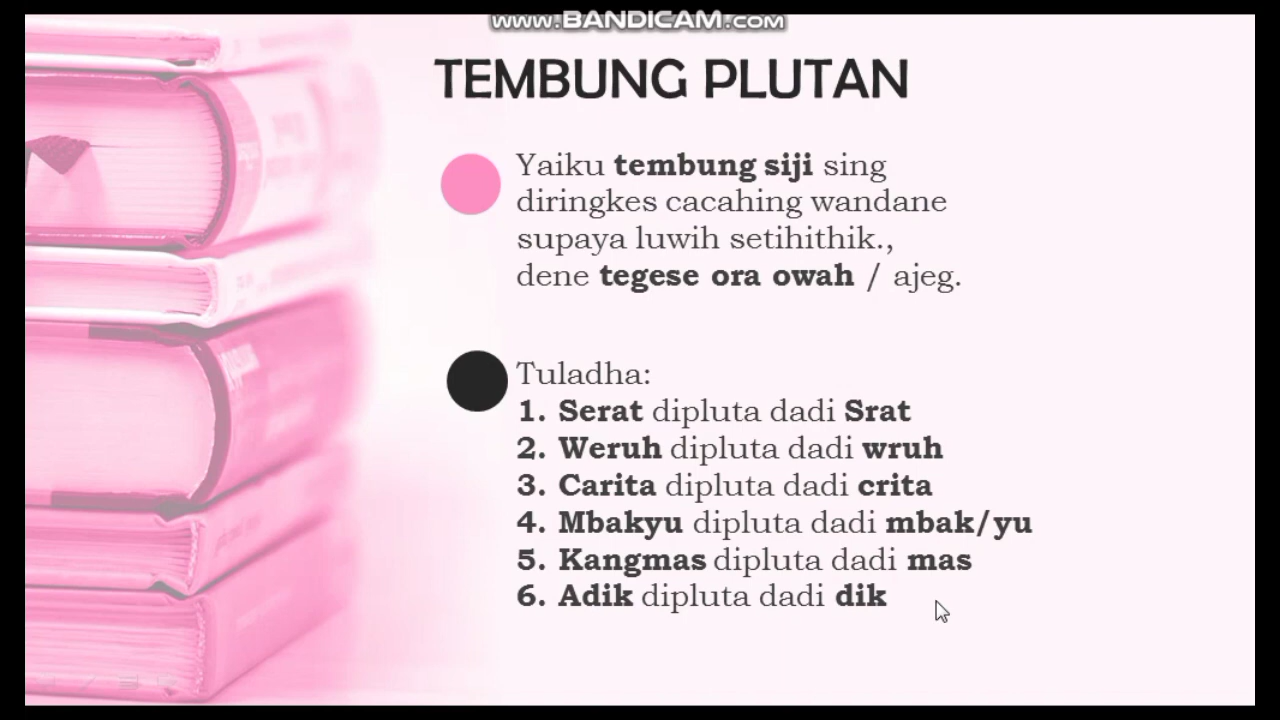 www.BANDICAM.com
TEMBUNG PLUTAN
Yaiku tembung siji sing
diringkes cacahing wandane
supaya luwih setihithik.,
dene tegese ora owah / ajeg.
Tuladha:
1. Serat dipluta dadi Srat
2. Weruh dipluta dadi wruh
3. Carita dipluta dadi crita
4. Mbakyu dipluta dadi mbak/yu
5. Kangmas dipluta dadi mas
6. Adik dipluta dadi dik